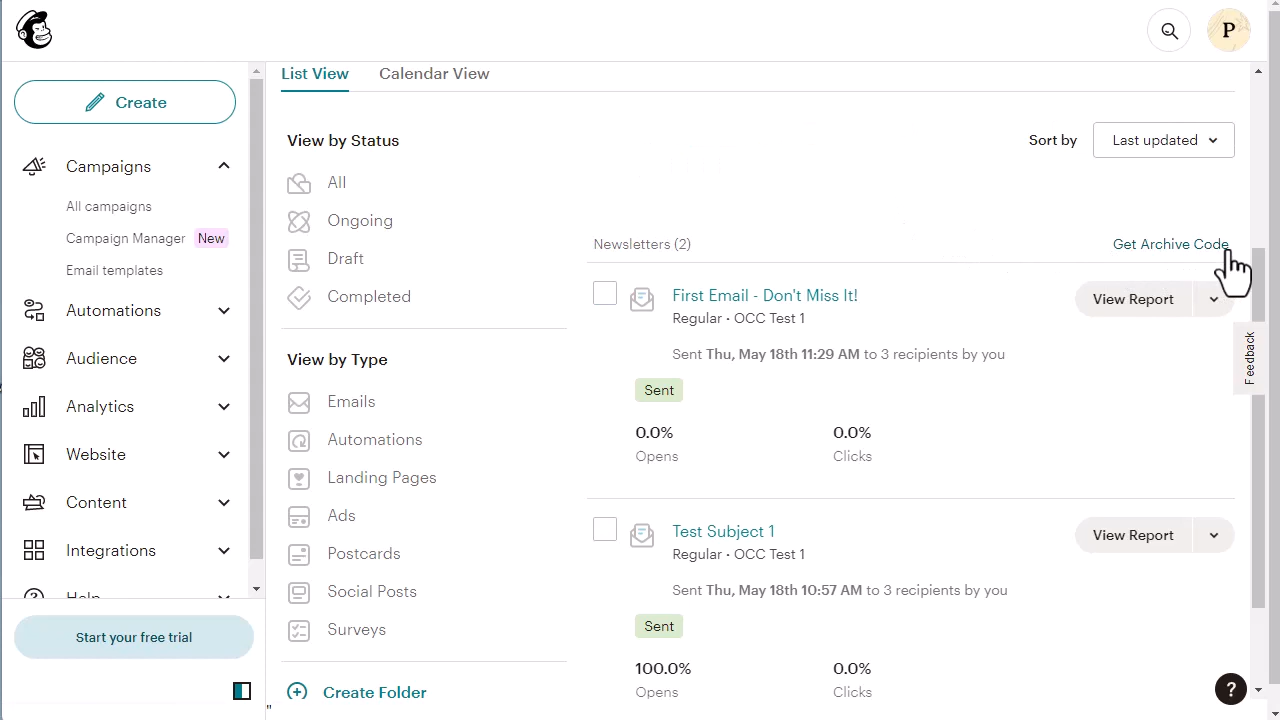 P
Create
Campaigns
All campaigns
Campaign Manager New
Email templates
Automations
Audience
Analytics
Website
Content
Integrations
Help
Start your free trial
List View Calendar View
View by Status
All
Ongoing
Draft
Completed
View by Type
Emails
Automations
Landing Pages
Ads
Postcards
Social Posts
Surveys
Create Folder
"
Sort by Last updated
Newsletters (2) Get Archive Code
First Email - Don't Miss It!
Regular • OCC Test 1
Sent Thu, May 18th 11:29 AM to 3 recipients by you
Sent
0.0% 0.0%
Opens Clicks
View Report
Test Subject 1
Regular • OCC Test 1
Sent Thu, May 18th 10:57 AM to 3 recipients by you
Sent
100.0% 0.0%
Opens Clicks
View Report
Feedback
?